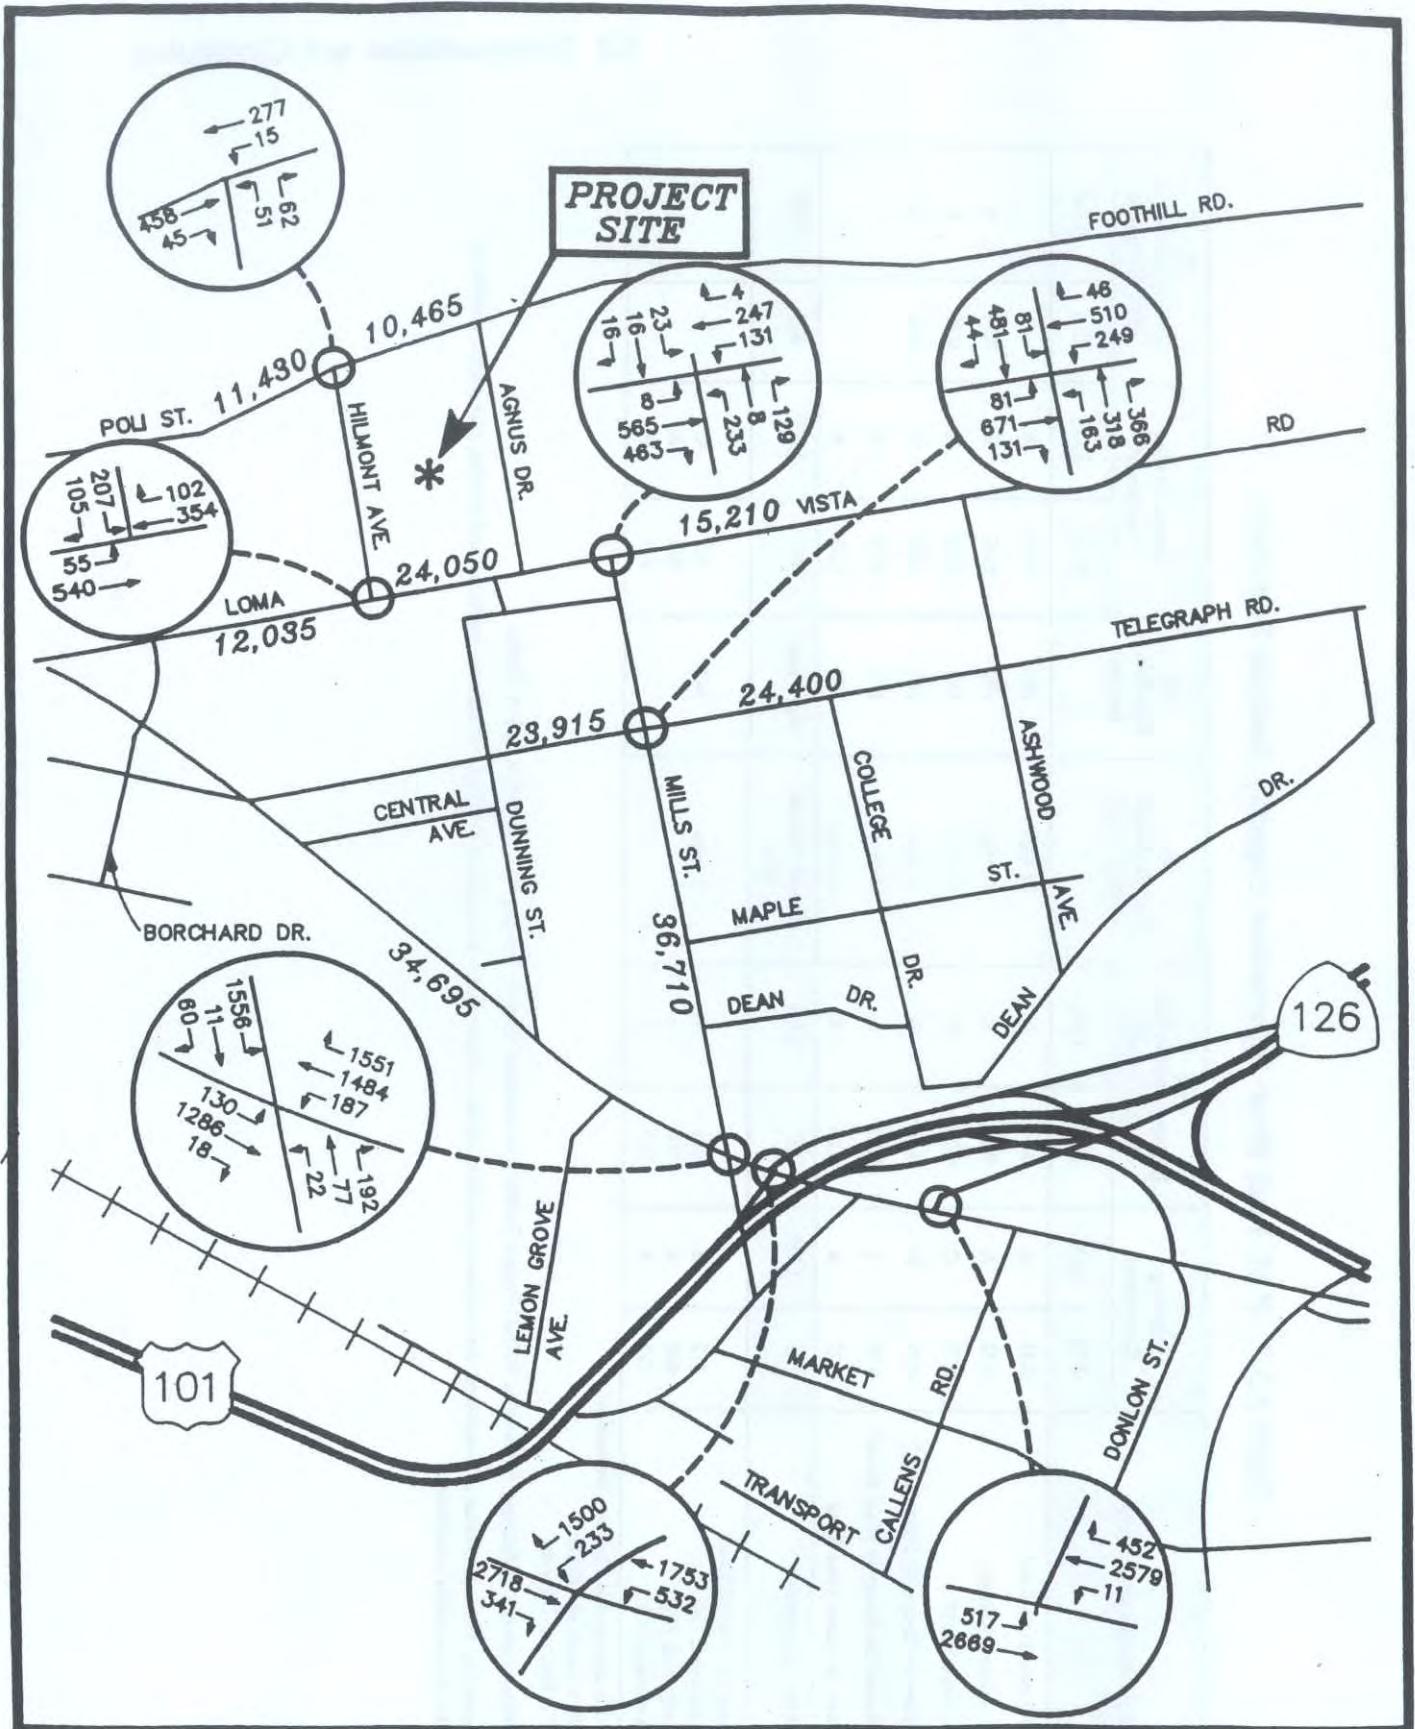 277
15
458
45
51
62
PROJECT
SITE
FOOTHILL RD.
10,465
11,430
POLI ST.
HILMONT AVE.
AGNUS DR.
16
16
23
4
247
131
8
565
463
233
8
129
44
481
81
46
510
249
81
671
131
163
318
366
RD
105
207
102
354
55
540
15,210 VISTA
24,050
LOMA
12,035
TELEGRAPH RD.
24,400
23,915
CENTRAL
AVE.
DUNNING ST.
MILLS ST.
COLLEGE
DR.
ASHWOOD
AVE.
DR.
MAPLE
ST.
36,710
DEAN
DR.
DEAN
BORCHARD DR.
34,695
126
60
11
1556
1551
1484
187
130
1286
18
22
77
192
LEMON GROVE
AVE.
101
MARKET
RD.
CALLENS
TRANSPORT
DONLON ST.
1500
233
2718
341
1753
532
452
2579
11
517
2669